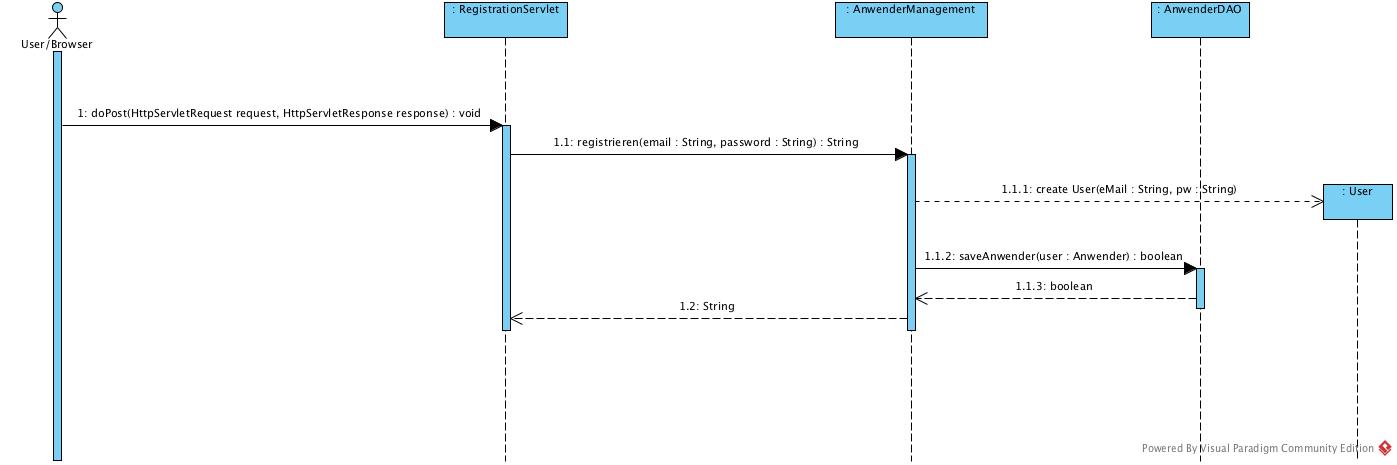 : RegistrationServlet
: AnwenderManagement
: AnwenderDAO
User/Browser
1: doPost(HttpServletRequest request, HttpServletResponse response) : void
1.1: registrieren(email : String, password : String) : String
1.1.1: create User(eMail : String, pw : String)
: User
1.1.2: saveAnwender(user : Anwender) : boolean
1.1.3: boolean
1.2: String
Powered By Visual Paradigm Community Edition